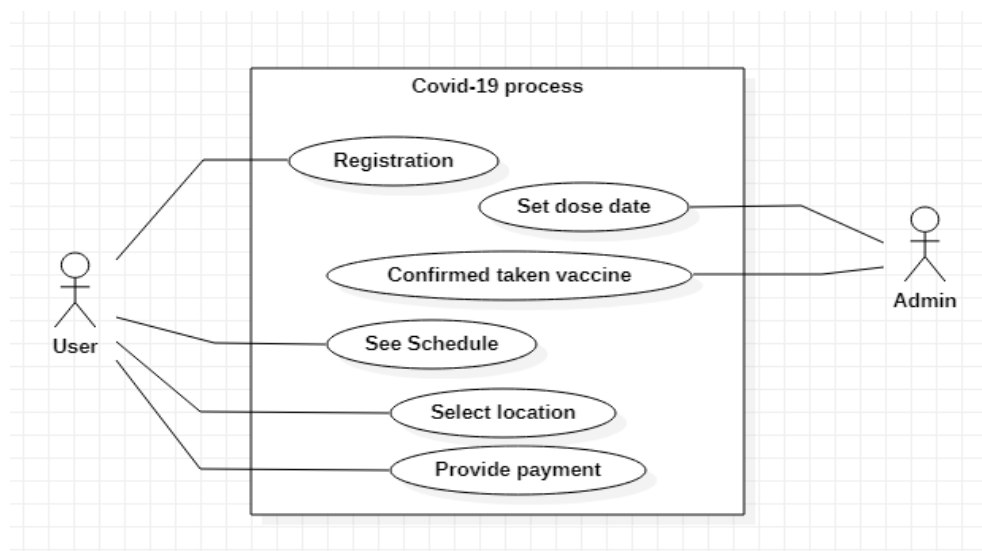 Covid-19 process
Registration
Set dose date
Confirmed taken vaccine
Admin
User
See Schedule
Select location
Provide payment